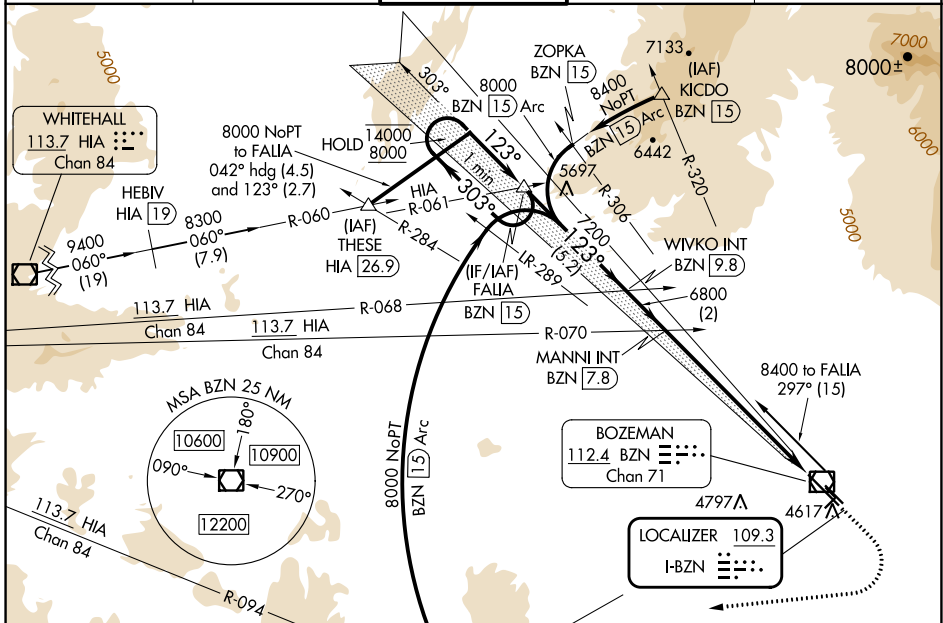 5000
WHITEHALL
113.7 HIA
Chan 84
HEBIV
HIA 19
9400
060°
(19)
8300
060°
(7.9)
R-060
8000 NoPT
to FALIA
042° hdg (4.5)
and 123° (2.7)
(IAF)
THESE
HIA 26.9
R-284
HIA
R-061
HOLD
14000
8000
303°
1 min
123°
303°
8000
BZN 15 Arc
ZOPKA
BZN 15
8400
NoPT
BZN 15 Arc
7133
(IAF)
KICDO
BZN 15
6442
5697
R-320
R-306
7000
8000±
6000
5000
LR-289
(IF/IAF)
FALIA
BZN 15
7200
123°
(5.2)
WIVKO INT
BZN 9.8
6800
(2)
MANNI INT
BZN 7.8
113.7 HIA
Chan 84
R-068
113.7 HIA
Chan 84
R-070
8400 to FALIA
297° (15)
MSA BZN 25 NM
180°
10600
10900
090°
270°
12200
8000 NoPT
BZN 15 Arc
BOZEMAN
112.4 BZN
Chan 71
4797
4617
LOCALIZER 109.3
I-BZN
113.7 HIA
Chan 84
R-094